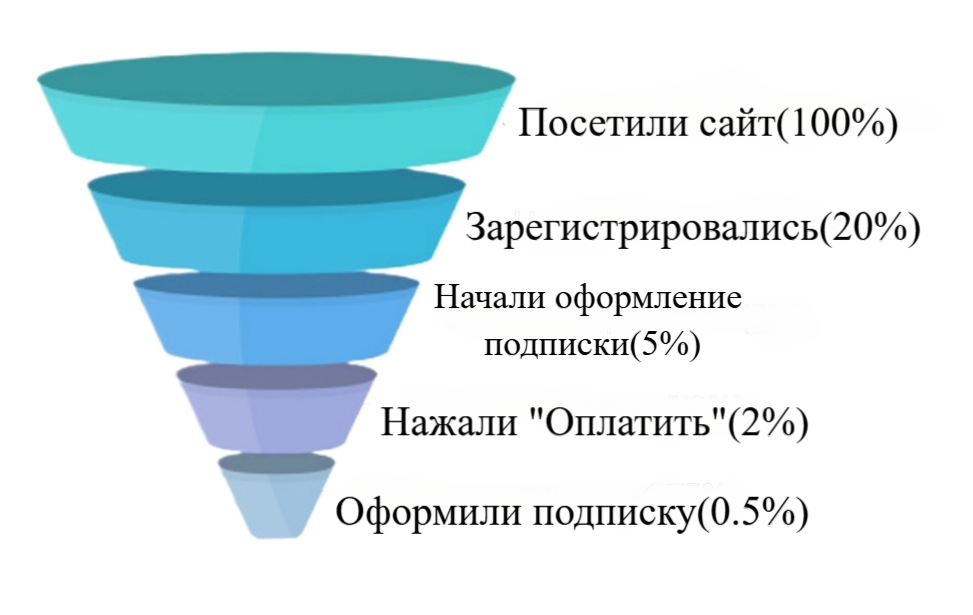 Посетили сайт(100%)
Зарегистрировались(20%)
Начали оформление
подписки(5%)
Нажали "Оплатить"(2%)
Оформили подписку(0.5%)